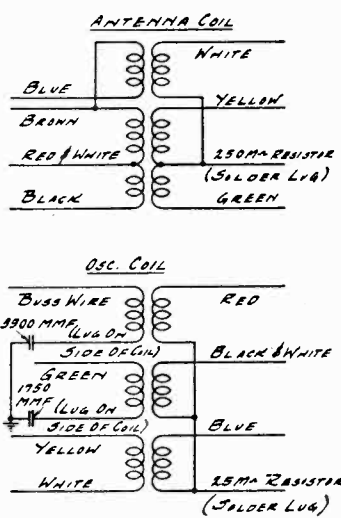 ANTENNA COIL
WHITE
BLUE
YELLOW
BROWN
RED & WHITE
250M~ RESISTOR
(SOLDER LUG)
BLACK
GREEN
OSC. COIL
BUSS WIRE
RED
3900 MMF
(LUG ON
SIDE OF COIL)
BLACK & WHITE
GREEN
1750
MMF
(LUG ON
SIDE OF COIL)
BLUE
YELLOW
WHITE
25M~ RESISTOR
(SOLDER LUG)